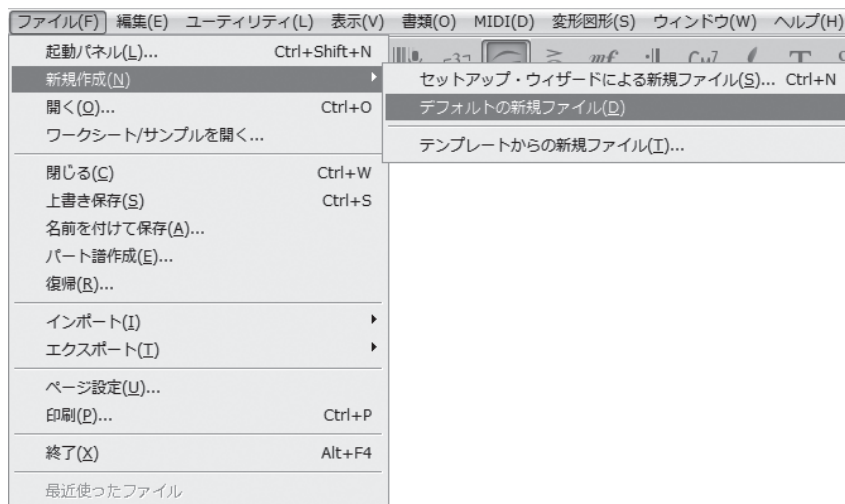 ファイル(F) 編集(E) ユーティリティ(L) 表示(V) 書類(O) MIDI(D) 変形図形(S) ウィンドウ(W) ヘルプ(H)
起動パネル(L)... Ctrl+Shift+N
新規作成(N)
セットアップ・ウィザードによる新規ファイル(S)... Ctrl+N
開く(O)... Ctrl+O
デフォルトの新規ファイル(D)
ワークシート/サンプルを開く...
テンプレートからの新規ファイル(T)...
閉じる(C) Ctrl+W
上書き保存(S) Ctrl+S
名前を付けて保存(A)...
パート譜作成(E)...
復帰(R)...
インポート(I)
エクスポート(T)
ページ設定(U)...
印刷(P)... Ctrl+P
終了(X) Alt+F4
最近使ったファイル